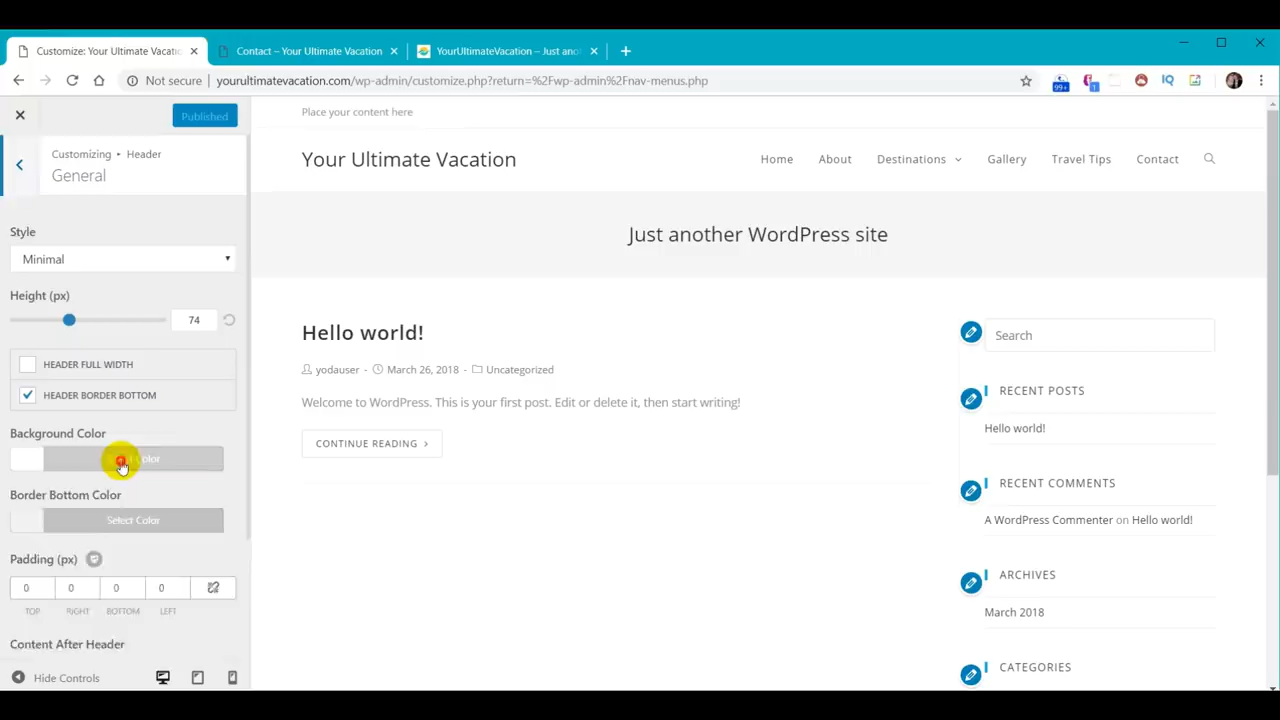 Customize: Your Ultimate Vacatio
Contact – Your Ultimate Vacation
YourUltimateVacation – Just ano
Not secure
yourultimatevacation.com/wp-admin/customize.php?return=%2Fwp-admin%2Fnav-menus.php
99+
1
IQ
Published
Customizing • Header
General
Style
Minimal
Height (px)
74
HEADER FULL WIDTH
HEADER BORDER BOTTOM
Background Color
Color
Border Bottom Color
Select Color
Padding (px)
0 0 0 0
TOP RIGHT BOTTOM LEFT
Content After Header
Hide Controls
Place your content here
Your Ultimate Vacation
Home About Destinations Gallery Travel Tips Contact
Just another WordPress site
Hello world!
yodauser - March 26, 2018 - Uncategorized
Welcome to WordPress. This is your first post. Edit or delete it, then start writing!
CONTINUE READING >
Search
RECENT POSTS
Hello world!
RECENT COMMENTS
A WordPress Commenter on Hello world!
ARCHIVES
March 2018
CATEGORIES